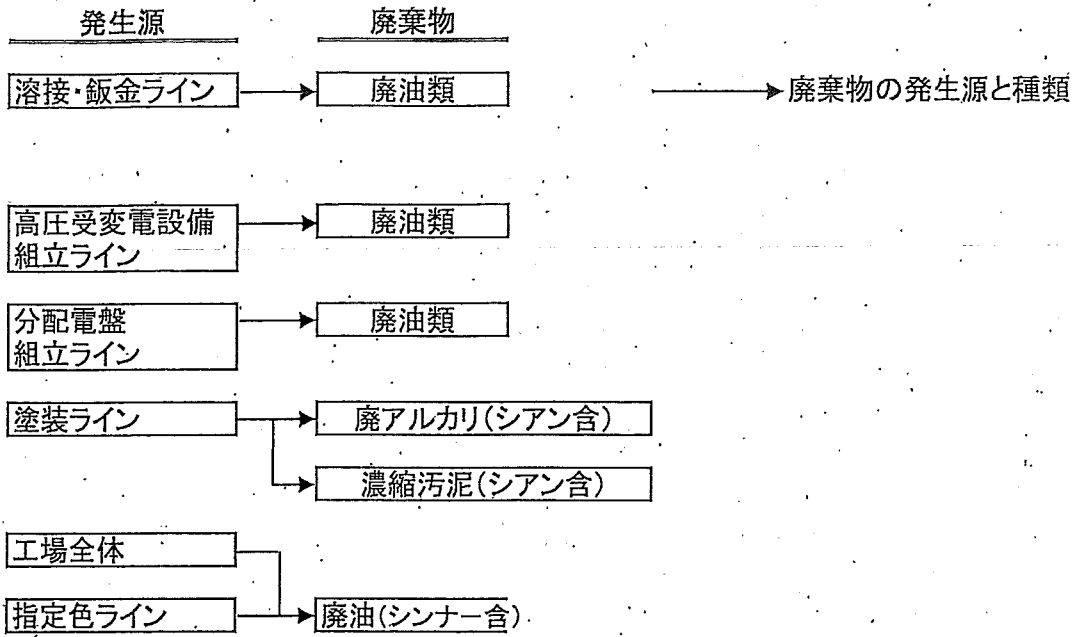 発生源 廃棄物
溶接・鈑金ライン 廃油類 廃棄物の発生源と種類
高圧受変電設備 廃油類
組立ライン
分配電盤 廃油類
組立ライン
塗装ライン 廃アルカリ(シアン含)
濃縮汚泥(シアン含)
工場全体
指定色ライン 廃油(シンナー含)